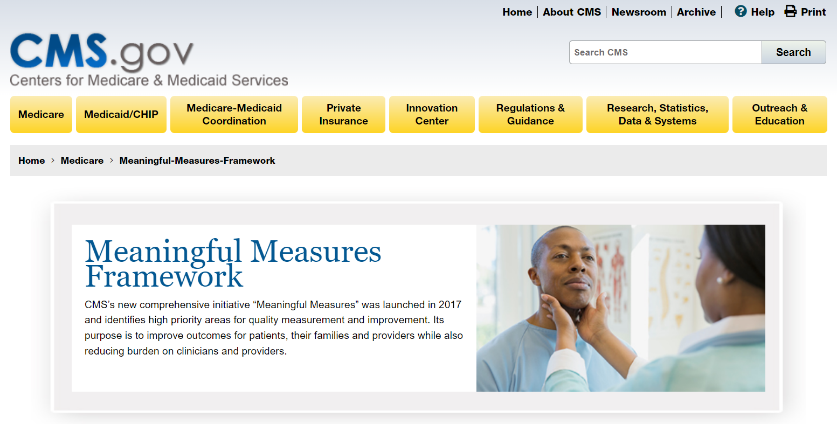 Home | About CMS | Newsroom | Archive | Help Print
CMS.gov
Centers for Medicare & Medicaid Services
Search CMS Search
Medicare
Medicaid/CHIP
Medicare-Medicaid
Coordination
Private
Insurance
Innovation
Center
Regulations &
Guidance
Research, Statistics,
Data & Systems
Outreach &
Education
Home > Medicare > Meaningful-Measures-Framework
Meaningful Measures
Framework
CMS's new comprehensive initiative “Meaningful Measures” was launched in 2017
and identifies high priority areas for quality measurement and improvement. Its
purpose is to improve outcomes for patients, their families and providers while also
reducing burden on clinicians and providers.